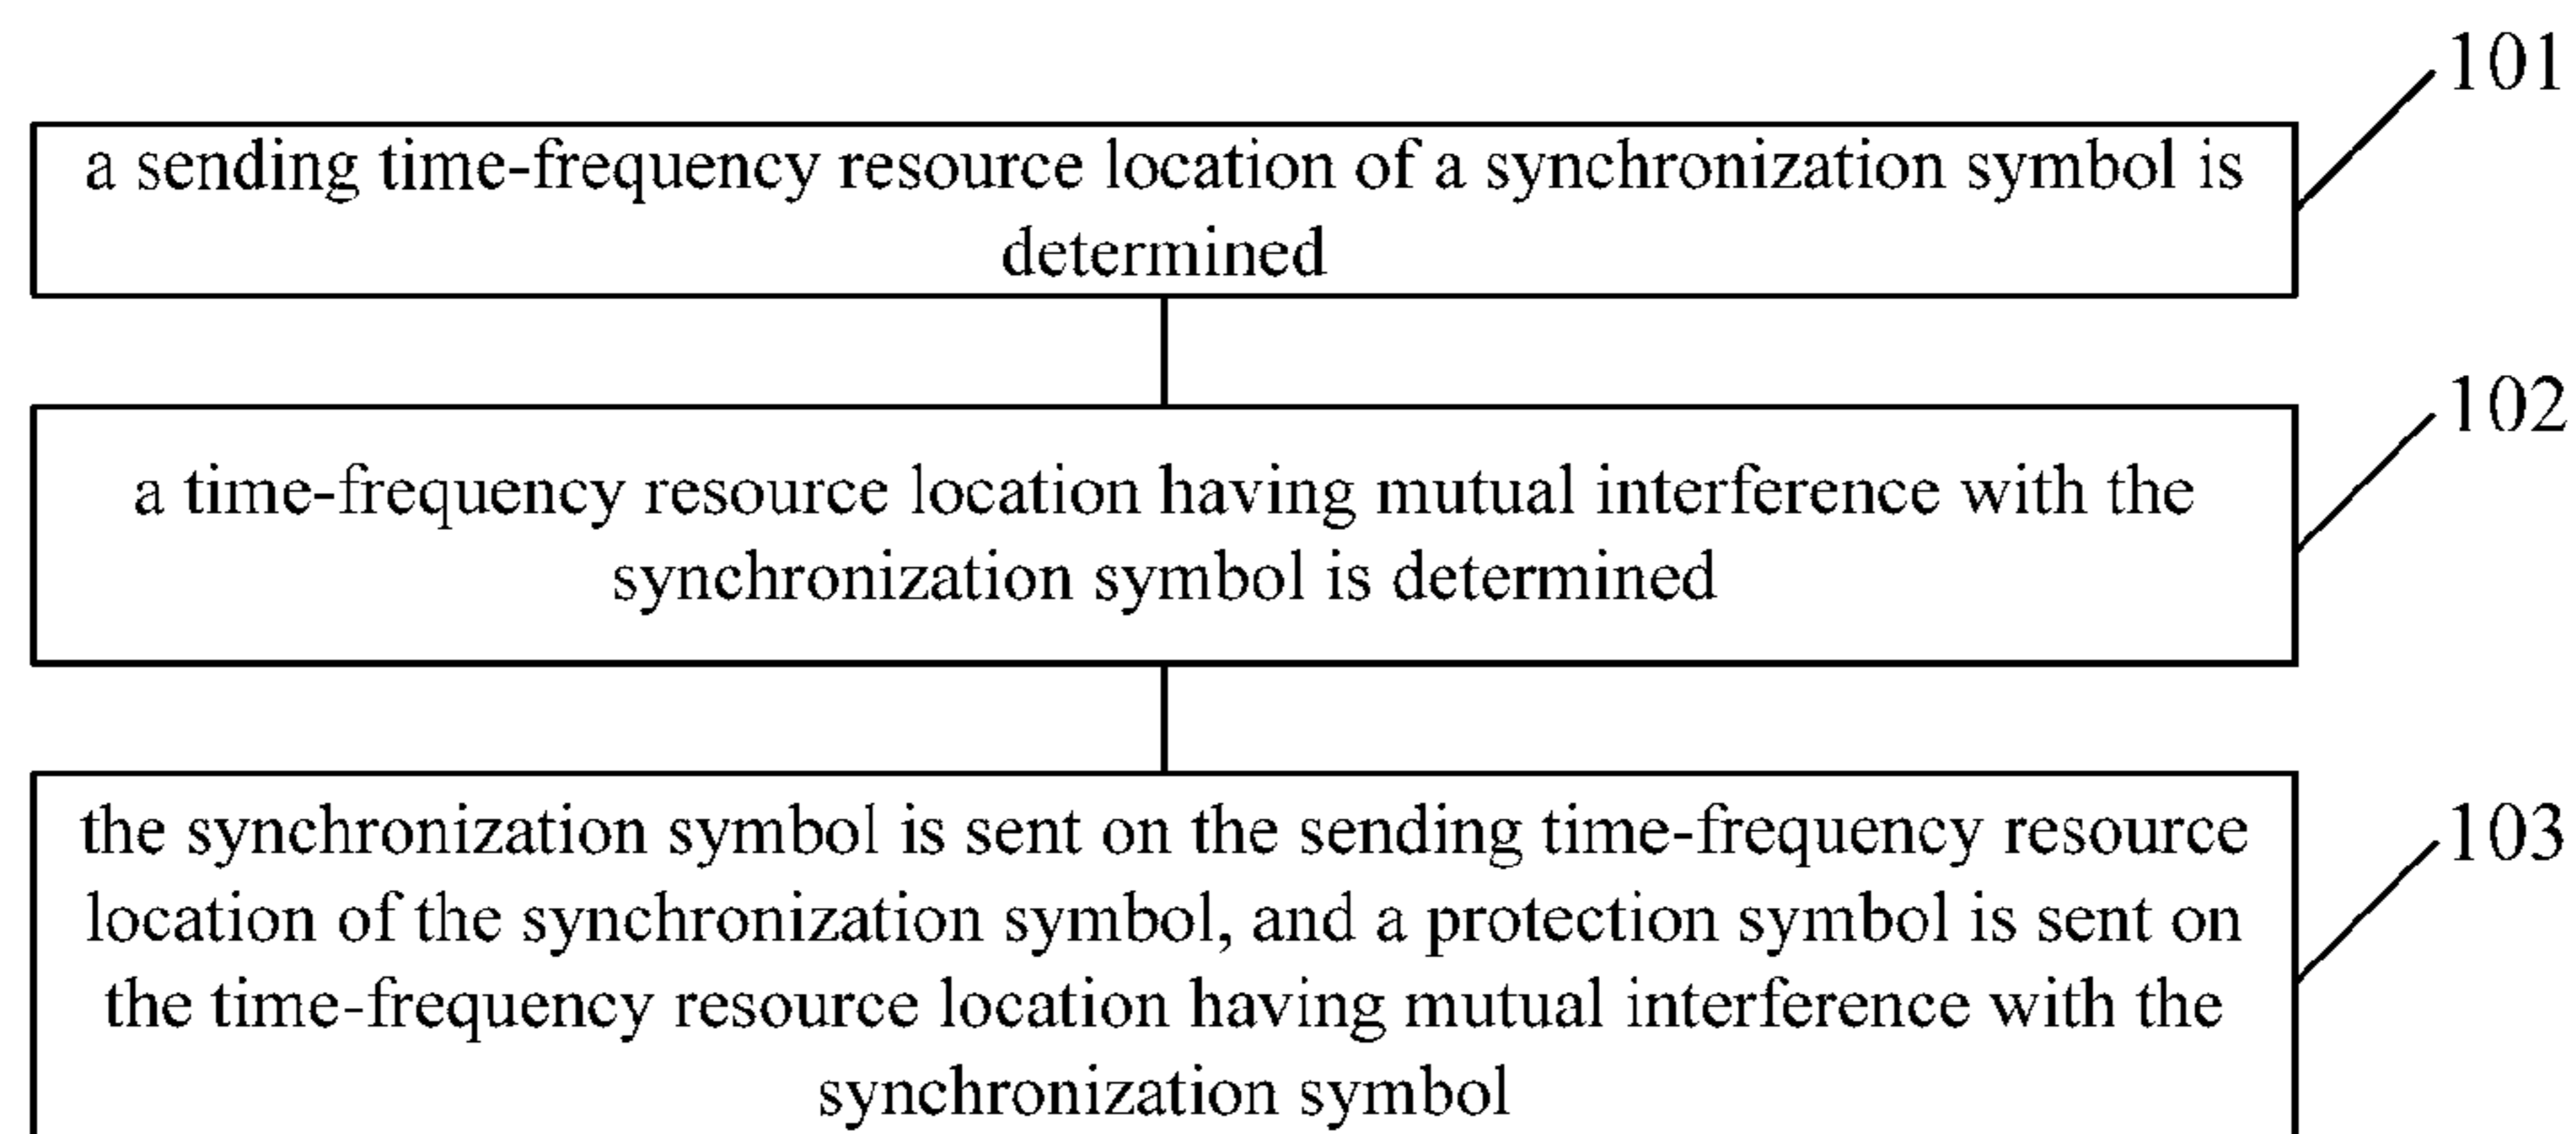 101
a sending time-frequency resource location of a synchronization symbol is
determined
102
a time-frequency resource location having mutual interference with the
synchronization symbol is determined
103
the synchronization symbol is sent on the sending time-frequency resource
location of the synchronization symbol, and a protection symbol is sent on
the time-frequency resource location having mutual interference with the
synchronization symbol